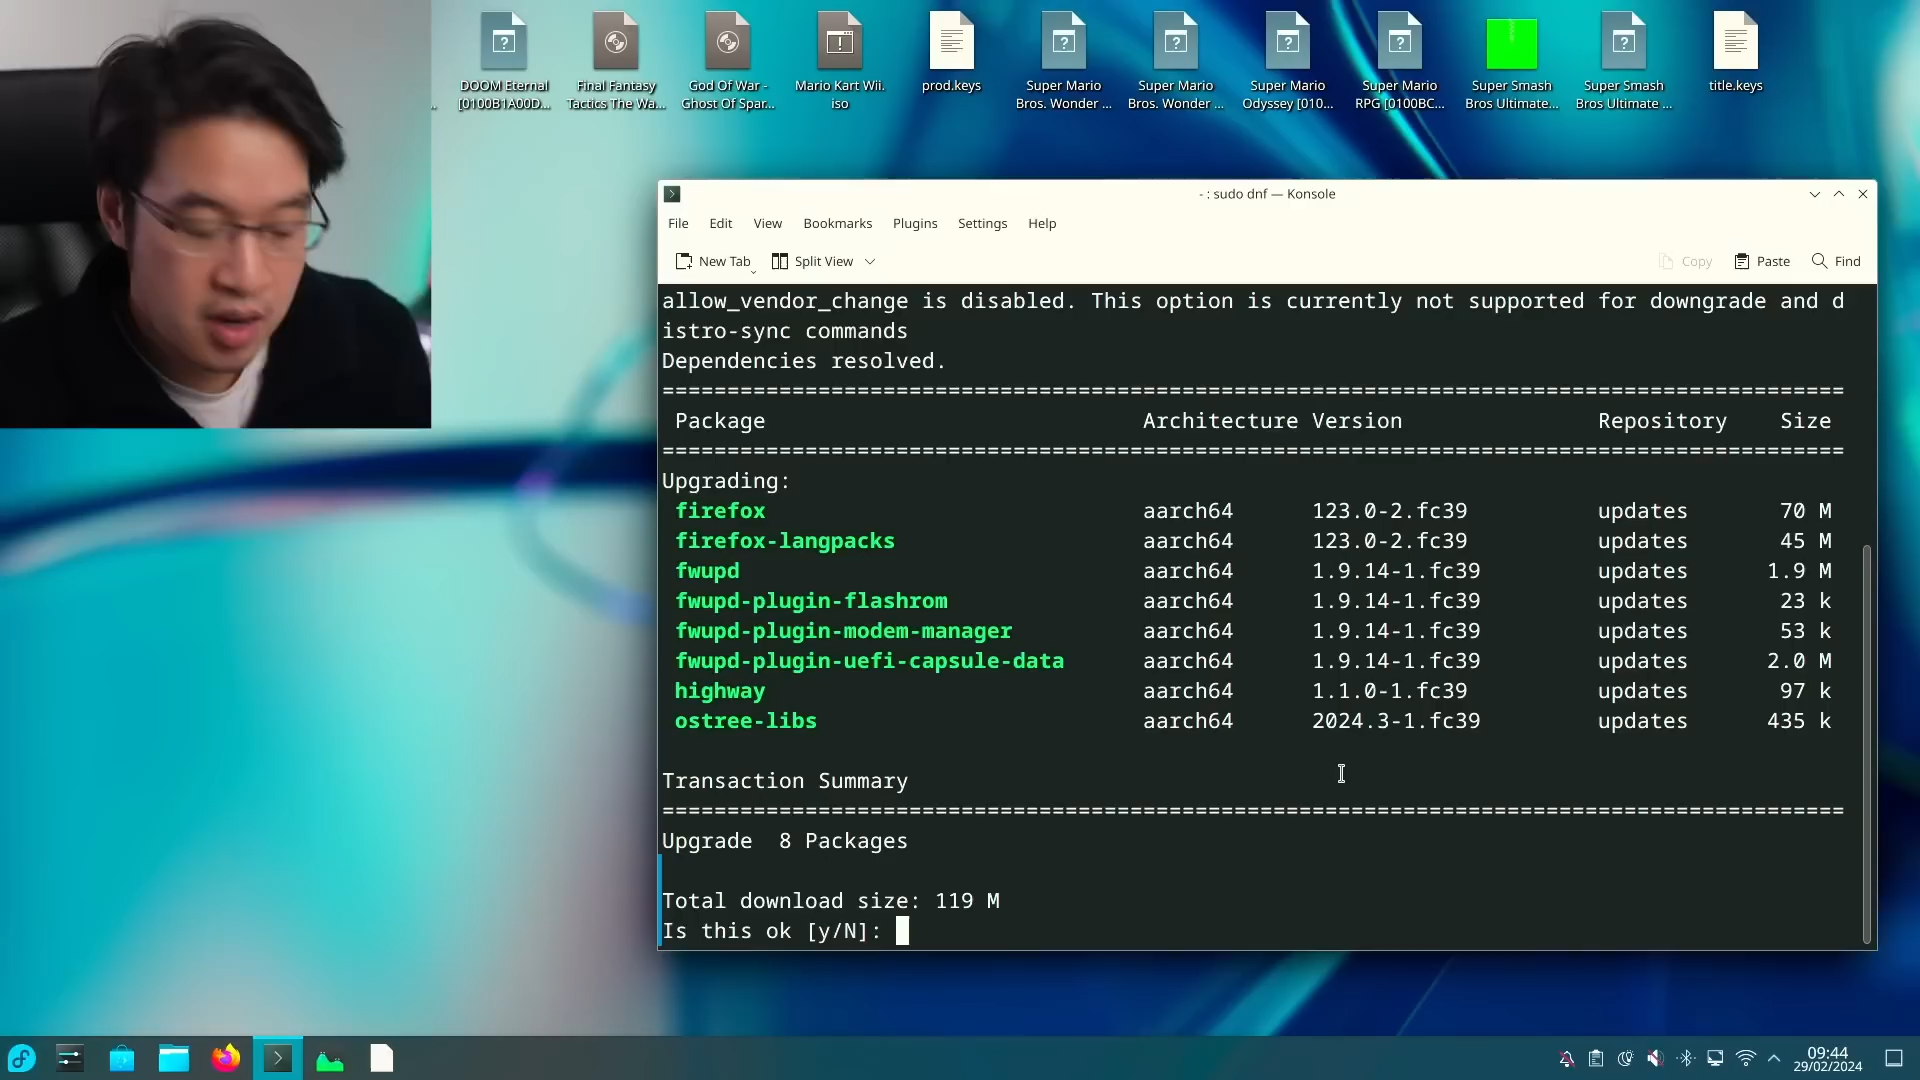 DOOM Eternal
[0100B1A00D...
Final Fantasy
Tactics The Wa...
God Of War -
Ghost Of Spar...
Mario Kart Wii.
iso
prod.keys
Super Mario
Bros. Wonder ...
Super Mario
Bros. Wonder ...
Super Mario
Odyssey [010...
Super Mario
RPG [0100BC...
Super Smash
Bros Ultimate...
Super Smash
Bros Ultimate ...
title.keys
- : sudo dnf — Konsole
File Edit View Bookmarks Plugins Settings Help
New Tab Split View Copy Paste Find
allow_vendor_change is disabled. This option is currently not supported for downgrade and d
istro-sync commands
Dependencies resolved.
===========================================================================================
Package Architecture Version Repository Size
===========================================================================================
Upgrading:
firefox aarch64 123.0-2.fc39 updates 70 M
firefox-langpacks aarch64 123.0-2.fc39 updates 45 M
fwupd aarch64 1.9.14-1.fc39 updates 1.9 M
fwupd-plugin-flashrom aarch64 1.9.14-1.fc39 updates 23 k
fwupd-plugin-modem-manager aarch64 1.9.14-1.fc39 updates 53 k
fwupd-plugin-uefi-capsule-data aarch64 1.9.14-1.fc39 updates 2.0 M
highway aarch64 1.1.0-1.fc39 updates 97 k
ostree-libs aarch64 2024.3-1.fc39 updates 435 k
Transaction Summary
===========================================================================================
Upgrade 8 Packages
Total download size: 119 M
Is this ok [y/N]:
09:44
29/02/2024